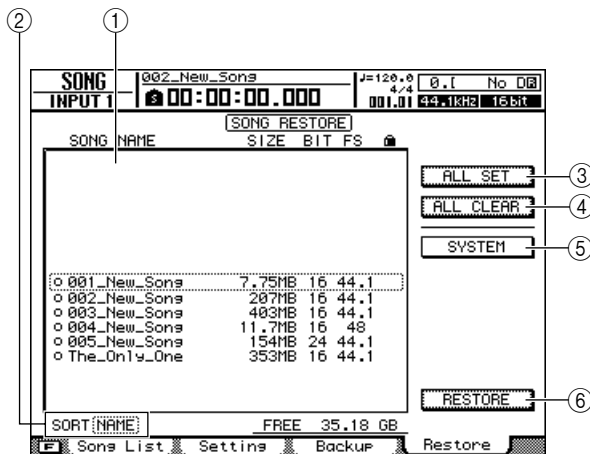 ② ①
SONG 002_New_Song ♩=120.0 0.[ No DB
4/4
INPUT 1 S 00:00:00.000 001.01 44.1kHz 16bit
SONG RESTORE
SONG NAME SIZE BIT FS
ALL SET ③
ALL CLEAR ④
SYSTEM ⑤
001_New_Song 7.75MB 16 44.1
002_New_Song 207MB 16 44.1
003_New_Song 403MB 16 44.1
004_New_Song 11.7MB 16 48
005_New_Song 154MB 24 44.1
The_Only_One 353MB 16 44.1
RESTORE ⑥
SORT NAME FREE 35.18 GB
F Song List Setting Backup Restore